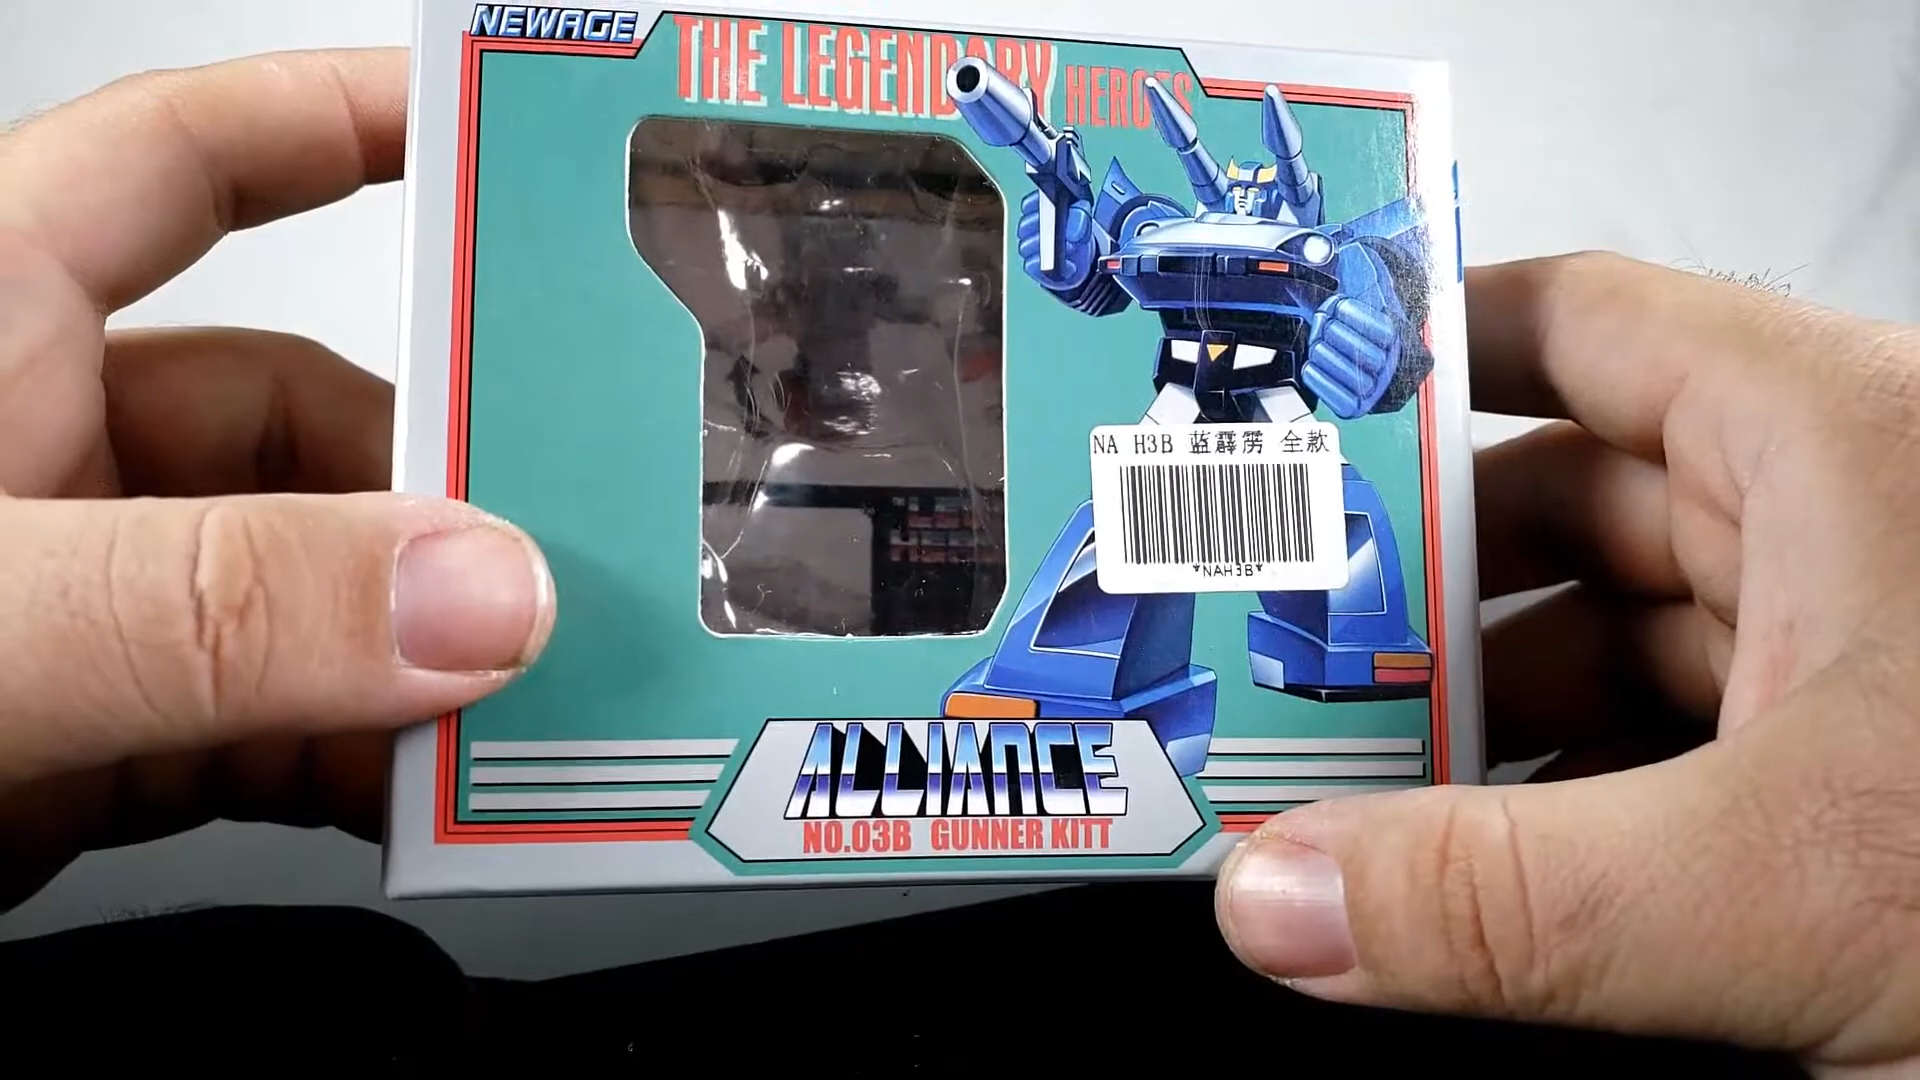 NEWAGE
THE LEGENDARY HEROES
NA H3B 蓝霹雳 全款
*NAH3B*
ALLIANCE
NO.03B GUNNER KITT